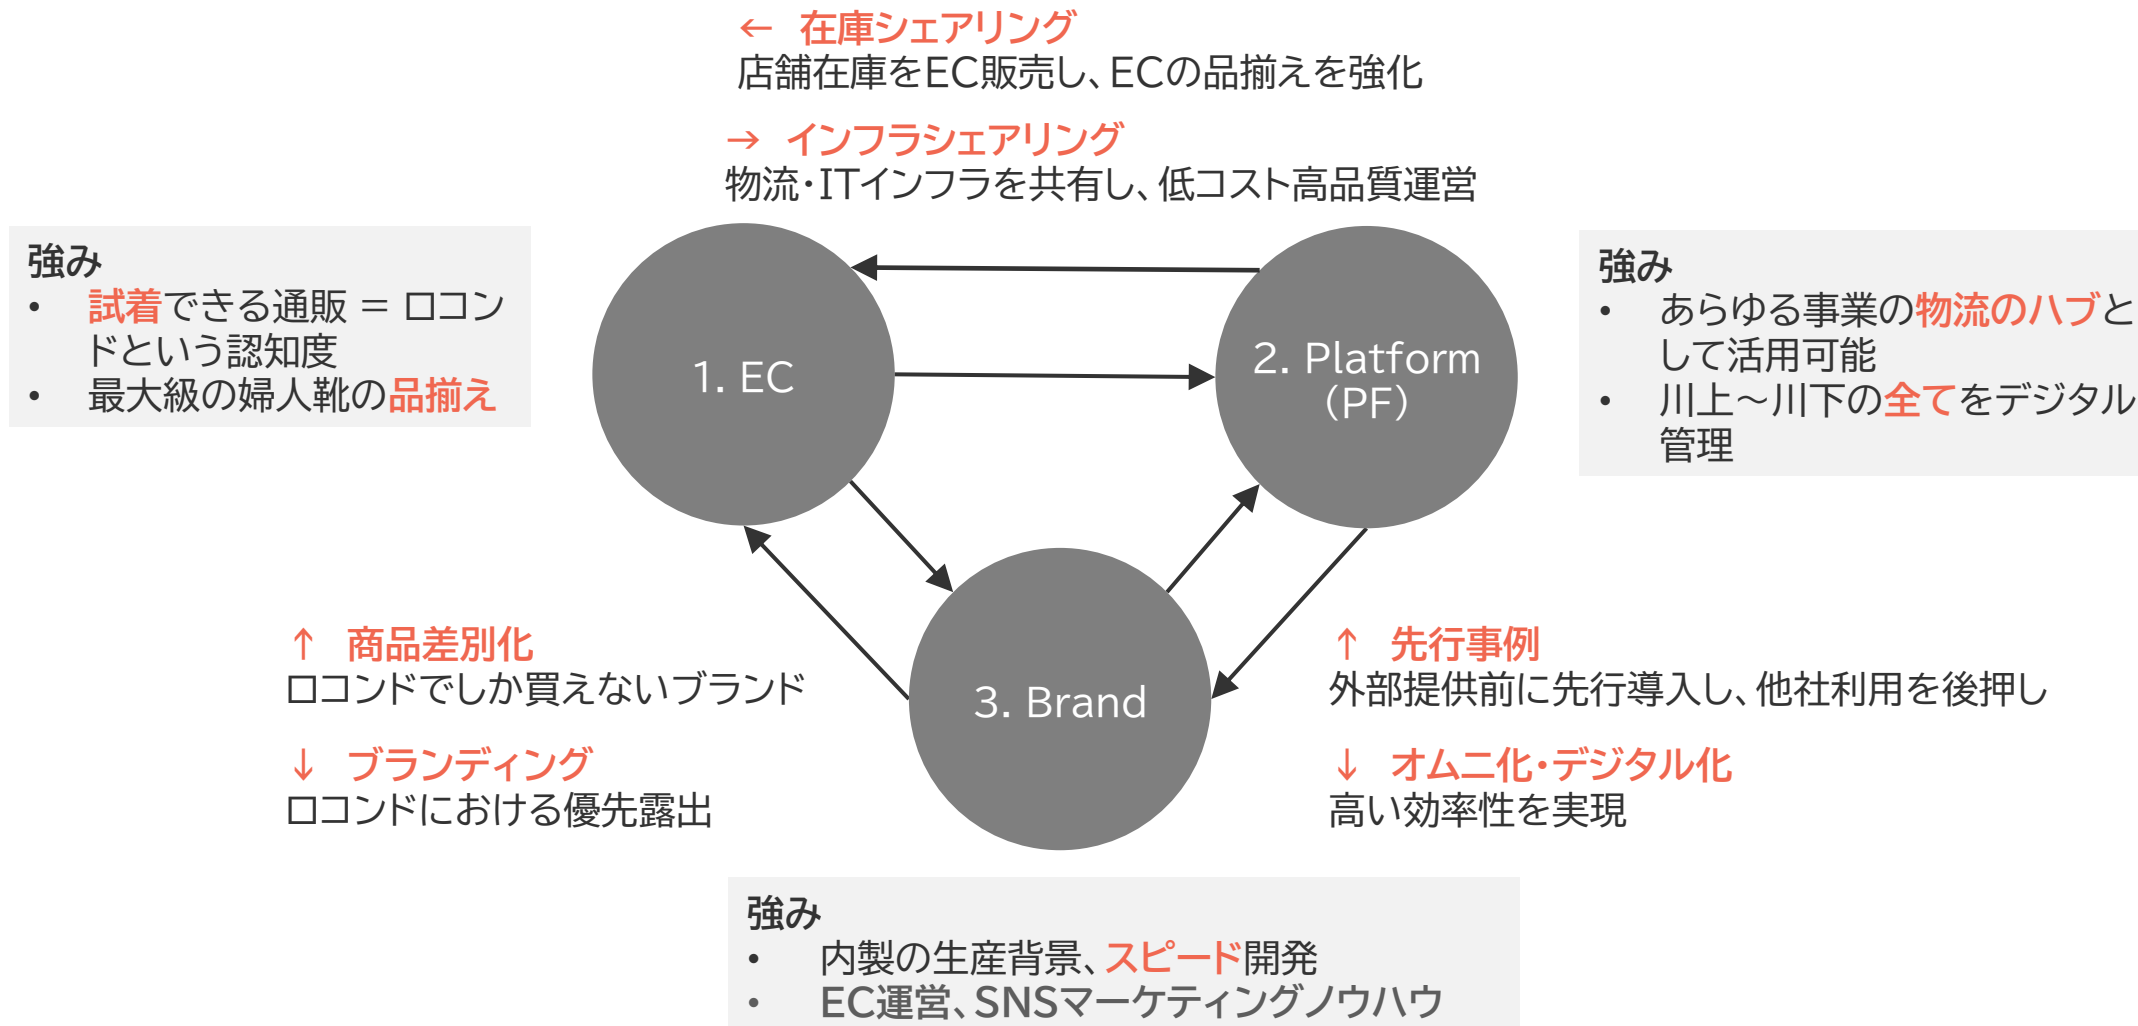 ← 在庫シェアリング
店舗在庫をEC販売し、ECの品揃えを強化
→ インフラシェアリング
物流・ITインフラを共有し、低コスト高品質運営
強み
• 試着できる通販 = ロコン
ドという認知度
• 最大級の婦人靴の品揃え
1. EC
2. Platform
(PF)
強み
• あらゆる事業の物流のハブと
して活用可能
• 川上～川下の全てをデジタル
管理
↑ 商品差別化
ロコンドでしか買えないブランド
↓ ブランディング
ロコンドにおける優先露出
3. Brand
↑ 先行事例
外部提供前に先行導入し、他社利用を後押し
↓ オムニ化・デジタル化
高い効率性を実現
強み
• 内製の生産背景、スピード開発
• EC運営、SNSマーケティングノウハウ